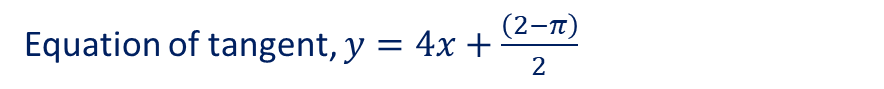 Equation of tangent, y = 4x + (2−π)/2